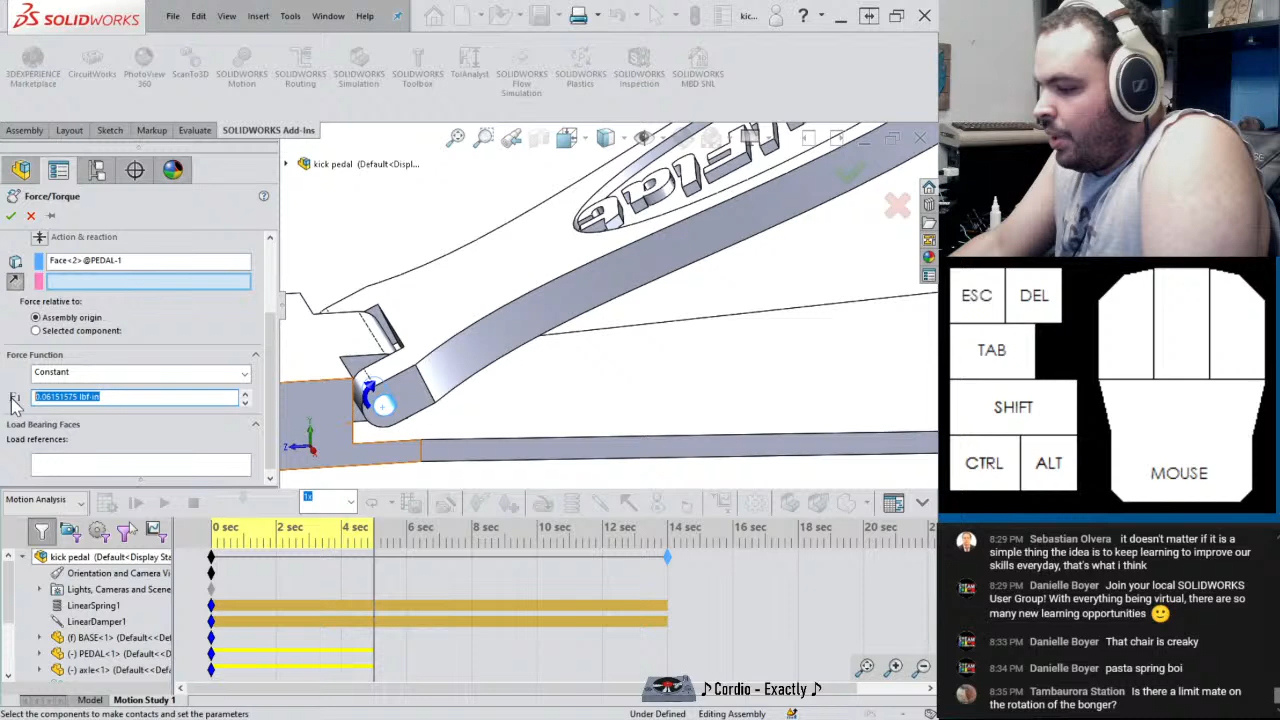 SOLIDWORKS
File
Edit
View
Insert
Tools
Window
Help
kic...
3DEXPERIENCE
Marketplace
CircuitWorks
PhotoView
360
ScanTo3D
SOLIDWORKS
Motion
SOLIDWORKS
Routing
SOLIDWORKS
Simulation
SOLIDWORKS
Toolbox
TolAnalyst
SOLIDWORKS
Flow
Simulation
SOLIDWORKS
Plastics
SOLIDWORKS
Inspection
SOLIDWORKS
MBD SNL
Assembly
Layout
Sketch
Markup
Evaluate
SOLIDWORKS Add-Ins
kick pedal (Default<Displ...
Force/Torque
Action & reaction
Face<2> @PEDAL-1
Force relative to:
Assembly origin
Selected component:
Force Function
Constant
0.06151575 lbf-in
Load Bearing Faces
Load references:
Y
Z
Motion Analysis
1x
0 sec
2 sec
4 sec
6 sec
8 sec
10 sec
12 sec
14 sec
16 sec
18 sec
20 sec
kick pedal (Default<Display Sta
Orientation and Camera Vi
Lights, Cameras and Scene
LinearSpring1
LinearDamper1
(f) BASE<1> (Default<<Def
(-) PEDAL<1> (Default<<D
(-) axle<1> (Default<<Defa
Model
Motion Study 1
Select the components to make contacts and set the parameters
Under Defined
Editing Assembly
IPS
♪ Cordio - Exactly ♪
ESC
DEL
TAB
SHIFT
CTRL
ALT
MOUSE
8:29 PM Sebastian Olvera it doesn't matter if it is a
simple thing the idea is to keep learning to improve our
skills everyday, that's what i think
8:29 PM Danielle Boyer Join your local SOLIDWORKS
User Group! With everything being virtual, there are so
many new learning opportunities 🙂
8:33 PM Danielle Boyer That chair is creaky
8:34 PM Danielle Boyer pasta spring boi
8:35 PM Tambaurora Station Is there a limit mate on
the rotation of the bonger?